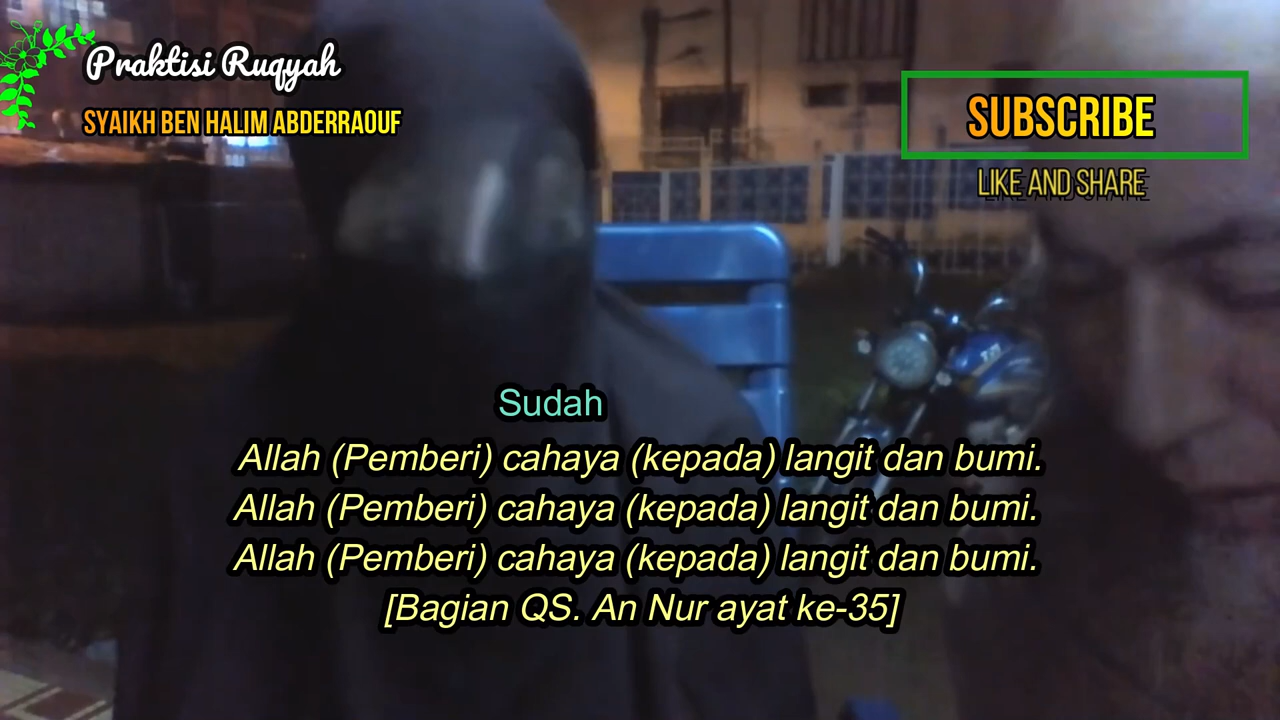 Praktisi Ruqyah
SYAIKH BEN HALIM ABDERRAOUF
SUBSCRIBE
LIKE AND SHARE
Sudah
Allah (Pemberi) cahaya (kepada) langit dan bumi.
Allah (Pemberi) cahaya (kepada) langit dan bumi.
Allah (Pemberi) cahaya (kepada) langit dan bumi.
[Bagian QS. An Nur ayat ke-35]